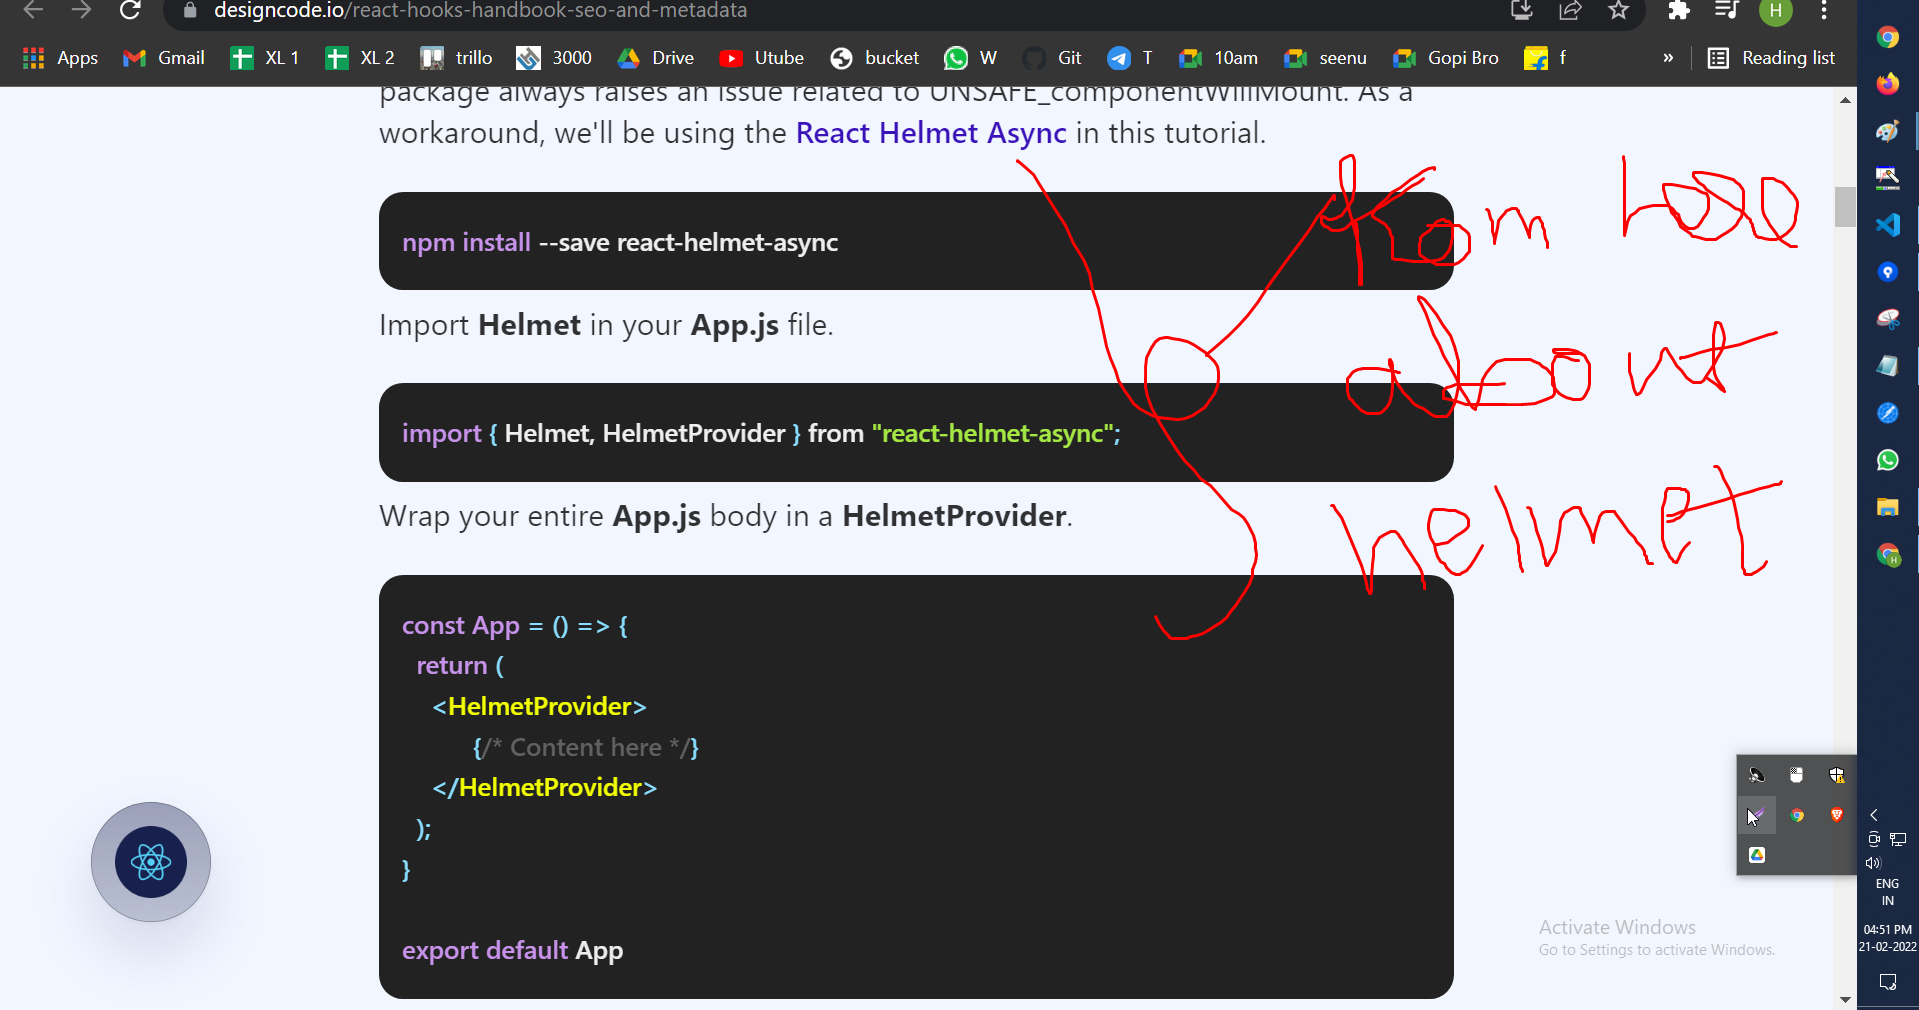 designcode.io/react-hooks-handbook-seo-and-metadata
H
Apps Gmail XL 1 XL 2 trillo 3000 Drive Utube bucket W Git T 10am seenu Gopi Bro f » Reading list
package always raises an issue related to UNSAFE_componentWillMount. As a
workaround, we'll be using the React Helmet Async in this tutorial.
npm install --save react-helmet-async
Import Helmet in your App.js file.
about
import { Helmet, HelmetProvider } from "react-helmet-async";
helmet
Wrap your entire App.js body in a HelmetProvider.
const App = () => {
return (
<HelmetProvider>
{/* Content here */}
</HelmetProvider>
);
}
export default App
ENG
IN
Activate Windows
Go to Settings to activate Windows.
04:51 PM
21-02-2022